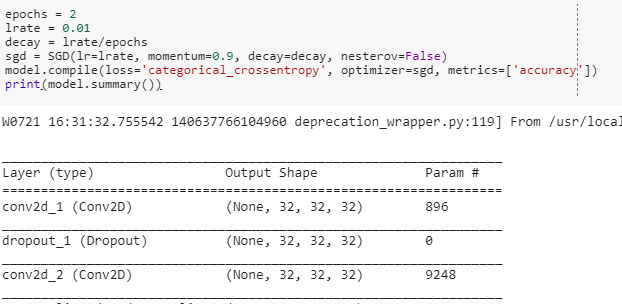 epochs = 2
lrate = 0.01
decay = lrate/epochs
sgd = SGD(lr=lrate, momentum=0.9, decay=decay, nesterov=False)
model.compile(loss='categorical_crossentropy', optimizer=sgd, metrics=['accuracy'])
print(model.summary())
W0721 16:31:32.755542 140637766104960 deprecation_wrapper.py:119] From /usr/local
Layer (type) Output Shape Param #
conv2d_1 (Conv2D) (None, 32, 32, 32) 896
dropout_1 (Dropout) (None, 32, 32, 32) 0
conv2d_2 (Conv2D) (None, 32, 32, 32) 9248